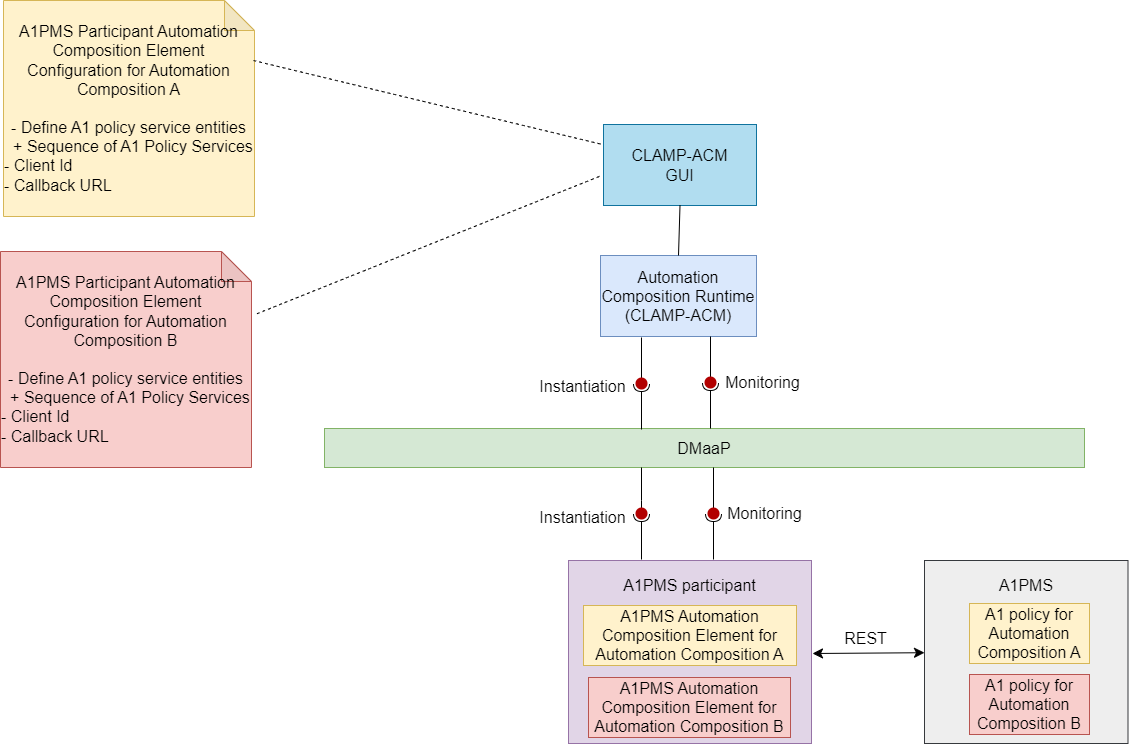 A1PMS Participant Automation
Composition Element
Configuration for Automation
Composition A
- Define A1 policy service entities
+ Sequence of A1 Policy Services
- Client Id
- Callback URL
CLAMP-ACM
GUI
A1PMS Participant Automation
Composition Element
Configuration for Automation
Composition B
- Define A1 policy service entities
+ Sequence of A1 Policy Services
- Client Id
- Callback URL
Automation
Composition Runtime
(CLAMP-ACM)
Instantiation
Monitoring
DMaaP
Instantiation
Monitoring
A1PMS participant
A1PMS Automation
Composition Element for
Automation Composition A
A1PMS Automation
Composition Element for
Automation Composition B
REST
A1PMS
A1 policy for
Automation
Composition A
A1 policy for
Automation
Composition B